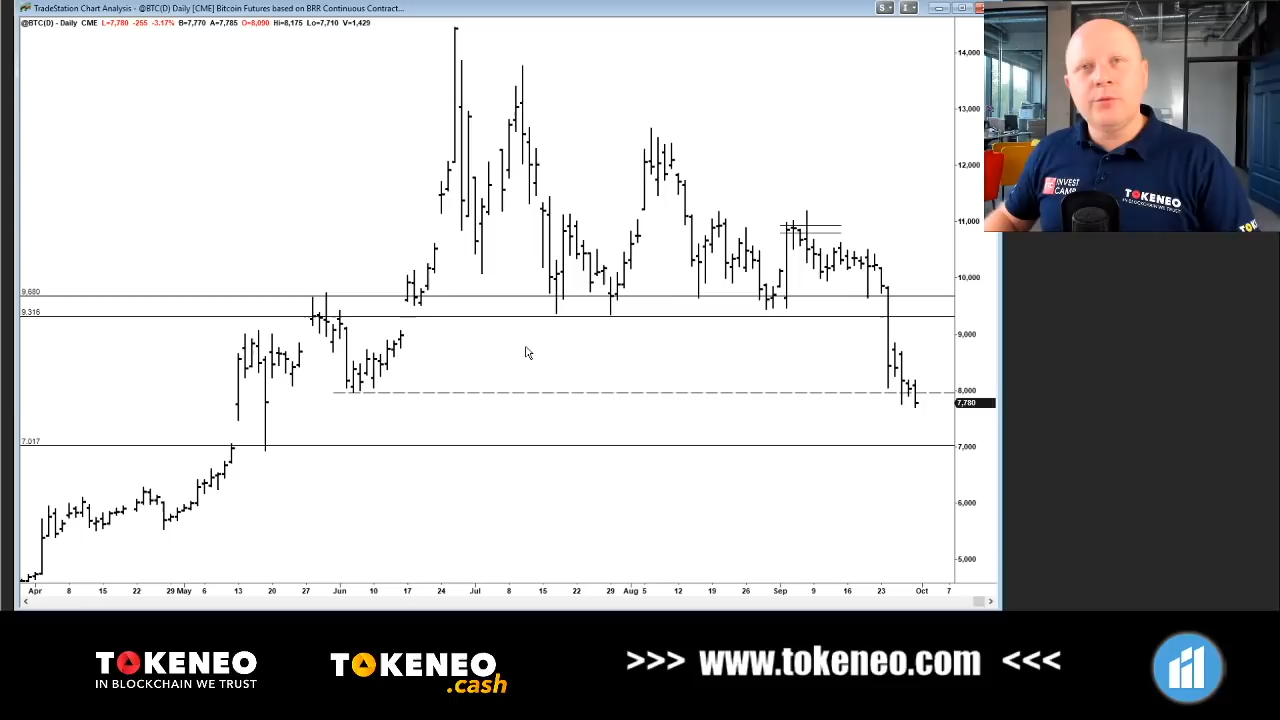 TradeStation Chart Analysis - @BTC(D) Daily [CME] Bitcoin Futures based on BRR Continuous Contract...
S
I
@BTC(D) - Daily CME L=7,780 -255 -3.17% B=7,770 A=7,785 O=8,090 Hi=8,175 Lo=7,710 V=1,429
14,000
13,000
12,000
11,000
10,000
9,000
8,000
7,780
7,000
6,000
5,000
9.680
9.316
7.017
Apr 8 15 22 29 May 6 13 20 28 Jun 10 17 24 Jul 8 15 22 29 Aug 5 12 19 26 Sep 9 16 23 Oct 7
INVEST
TOKENEO
IN BLOCKCHAIN WE TRUST
TOKENEO
IN BLOCKCHAIN WE TRUST
TOKENEO
.cash
>>> www.tokeneo.com <<<